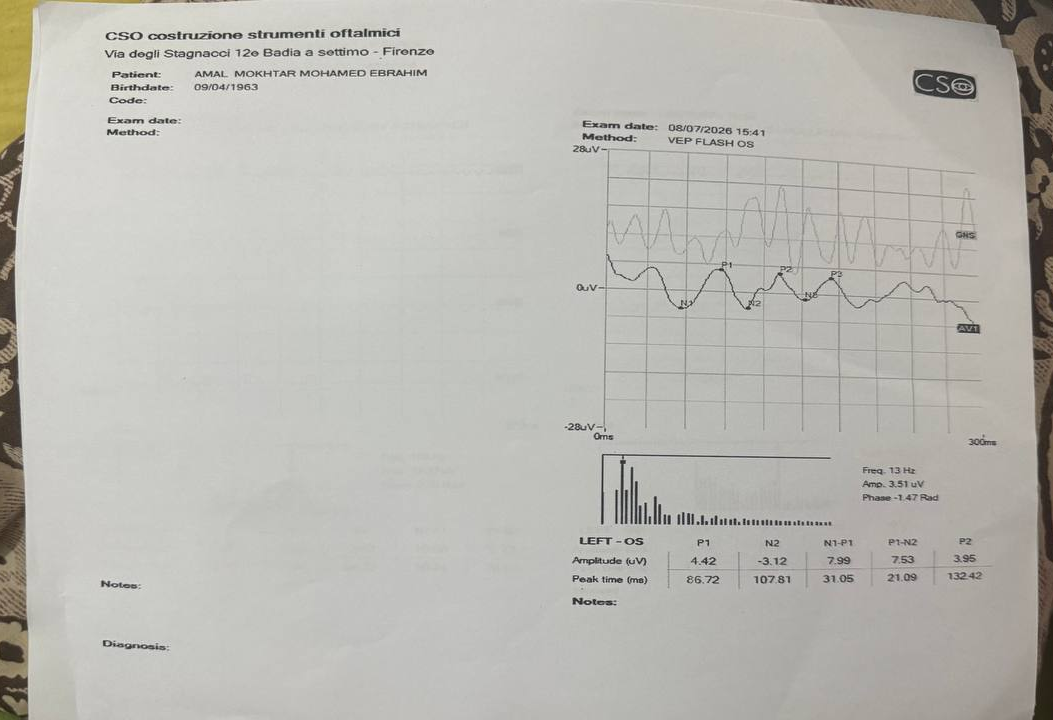 CSO costruzione strumenti oftalmici
Via degli Stagnacci 12e Badia a settimo - Firenze
Patient: AMAL MOKHTAR MOHAMED EBRAHIM
Birthdate: 09/04/1963
Code:
CSO
Exam date:
Method:
Exam date: 08/07/2026 15:41
Method: VEP FLASH OS
28uV
GNS
P1
P2
P3
0uV
N1
N2
N3
AV1
-28uV
0ms
300ms
Freq. 13 Hz
Amp. 3.51 uV
Phase -1.47 Rad
LEFT - OS P1 N2 N1-P1 P1-N2 P2
Amplitude (uV) 4.42 -3.12 7.99 7.53 3.95
Peak time (ms) 86.72 107.81 31.05 21.09 132.42
Notes:
Notes:
Diagnosis: